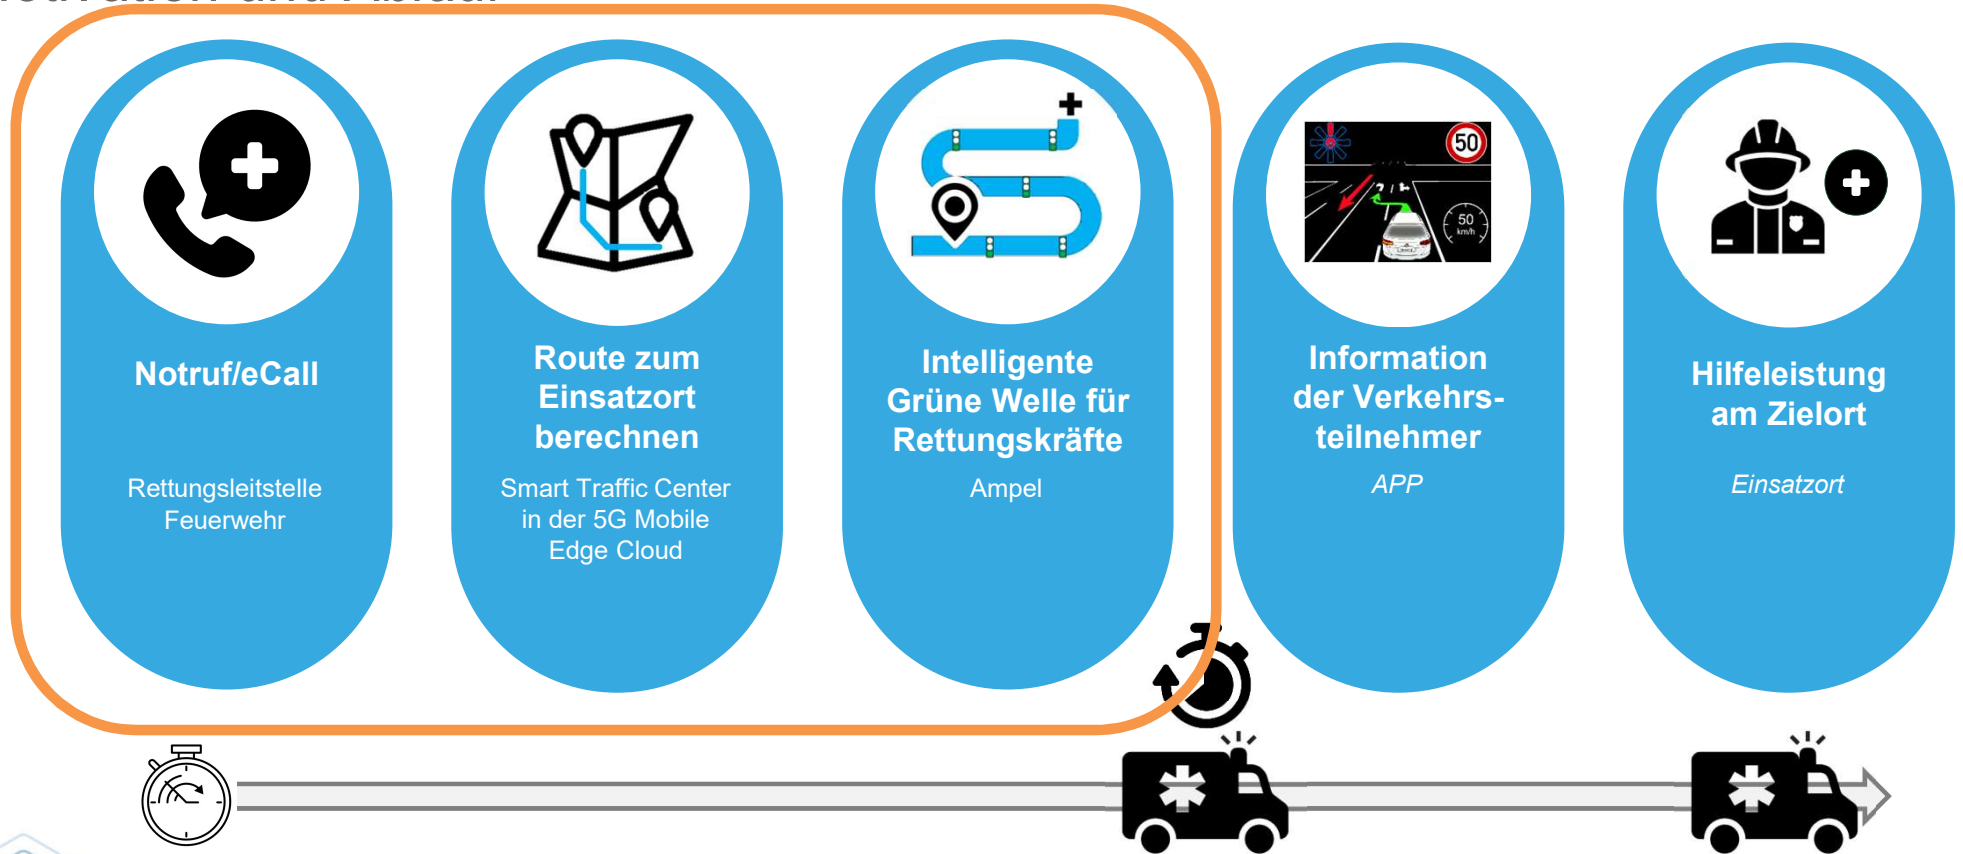 Notruf/eCall
Rettungsleitstelle
Feuerwehr
Route zum
Einsatzort
berechnen
Smart Traffic Center
in der 5G Mobile
Edge Cloud
Intelligente
Grüne Welle für
Rettungskräfte
Ampel
50
50
km/h
Information
der Verkehrs-
teilnehmer
APP
Hilfeleistung
am Zielort
Einsatzort